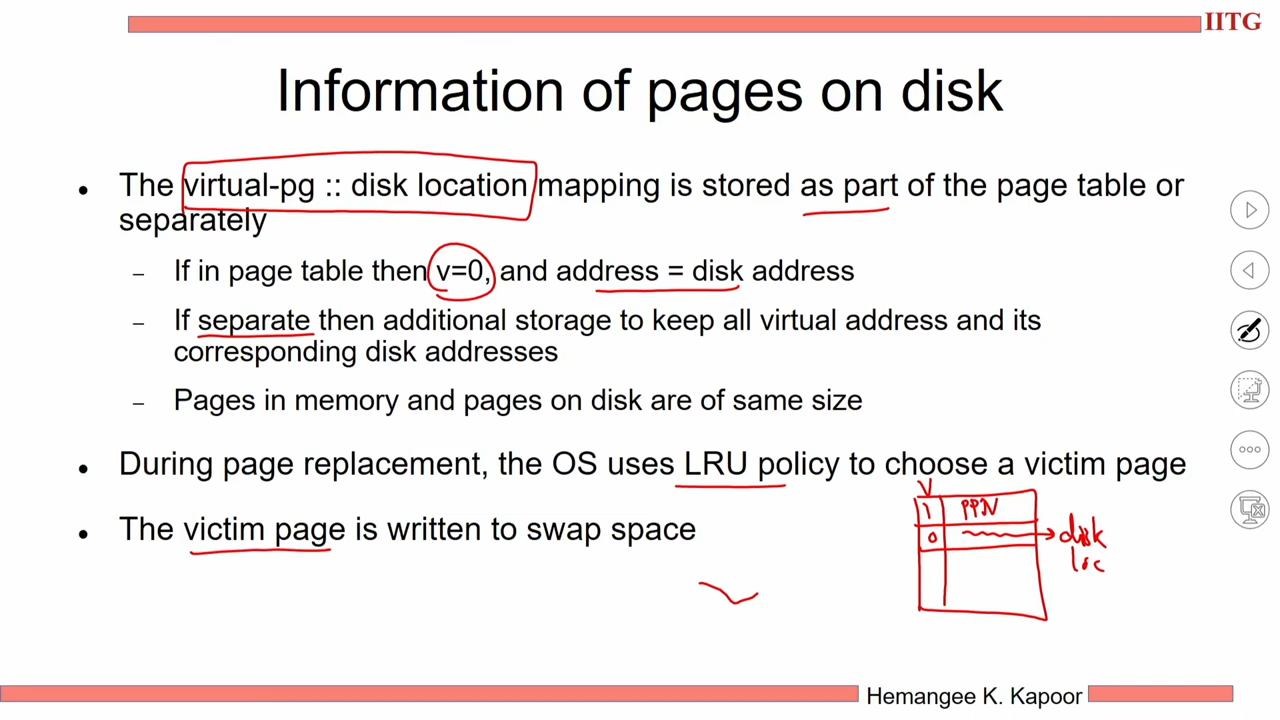 IITG
Information of pages on disk
• The virtual-pg :: disk location mapping is stored as part of the page table or
separately
– If in page table then v=0, and address = disk address
– If separate then additional storage to keep all virtual address and its
corresponding disk addresses
– Pages in memory and pages on disk are of same size
• During page replacement, the OS uses LRU policy to choose a victim page
• The victim page is written to swap space
V
1 PPN
0 disk
loc
Hemangee K. Kapoor